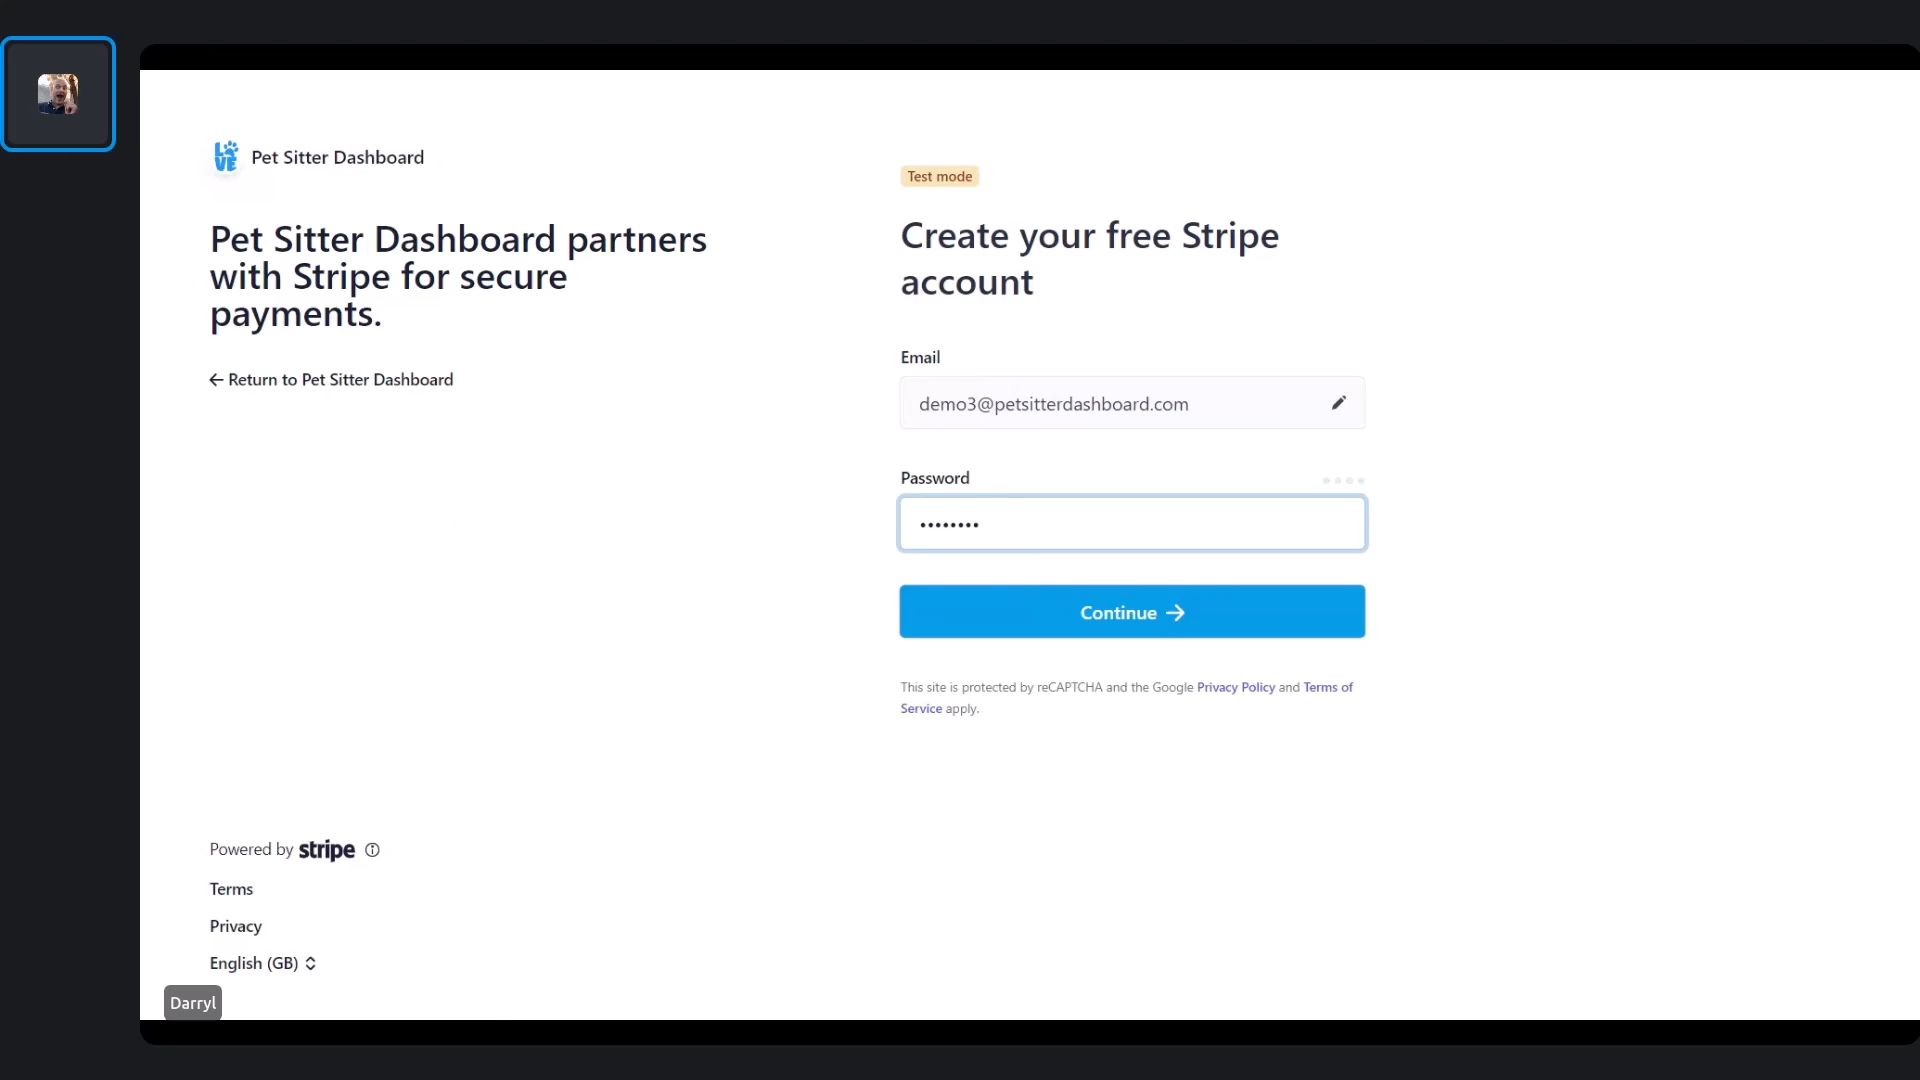 LOVE
Pet Sitter Dashboard
Pet Sitter Dashboard partners
with Stripe for secure
payments.
← Return to Pet Sitter Dashboard
Test mode
Create your free Stripe
account
Email
demo3@petsitterdashboard.com
Password
••••••••
Continue →
This site is protected by reCAPTCHA and the Google Privacy Policy and Terms of
Service apply.
Powered by stripe
Terms
Privacy
English (GB)
Darryl